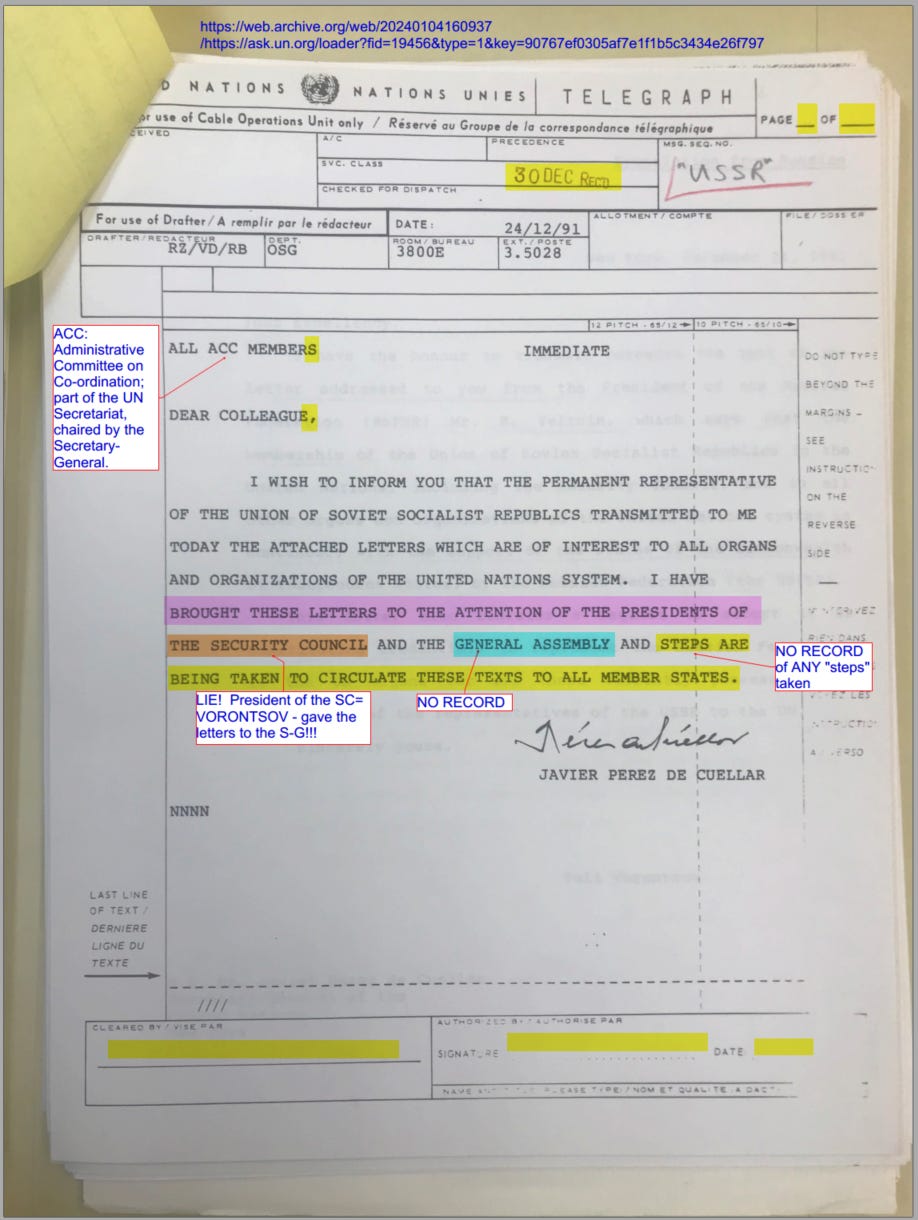 https://web.archive.org/web/20240104160937
/https://ask.un.org/loader?fid=19456&type=1&key=90767ef0305af7e1f1b5c3434e26f797
D NATIONS NATIONS UNIES TELEGRAPH
or use of Cable Operations Unit only / Réservé au Groupe de la correspondance télégraphique
PAGE __ OF ____
CEIVED
A/C
PRECEDENCE
MSG. SEQ. NO.
SVC. CLASS
30 DEC RECD
"USSR"
CHECKED FOR DISPATCH
For use of Drafter / A remplir par le rédacteur
DATE: 24/12/91
ALLOTMENT / COMPTE
FILE / DOSSIER
DRAFTER / REDACTEUR
RZ/VD/RB
DEPT.
OSG
ROOM / BUREAU
3800E
EXT. / POSTE
3.5028
12 PITCH - 65/12 10 PITCH - 65/10
ACC:
Administrative
Committee on
Co-ordination;
part of the UN
Secretariat,
chaired by the
Secretary-
General.
ALL ACC MEMBERS IMMEDIATE
DEAR COLLEAGUE,
I WISH TO INFORM YOU THAT THE PERMANENT REPRESENTATIVE
OF THE UNION OF SOVIET SOCIALIST REPUBLICS TRANSMITTED TO ME
TODAY THE ATTACHED LETTERS WHICH ARE OF INTEREST TO ALL ORGANS
AND ORGANIZATIONS OF THE UNITED NATIONS SYSTEM. I HAVE
BROUGHT THESE LETTERS TO THE ATTENTION OF THE PRESIDENTS OF
THE SECURITY COUNCIL AND THE GENERAL ASSEMBLY AND STEPS ARE
BEING TAKEN TO CIRCULATE THESE TEXTS TO ALL MEMBER STATES.
NO RECORD
of ANY "steps"
taken
LIE! President of the SC=
VORONTSOV - gave the
letters to the S-G!!!
NO RECORD
JAVIER PEREZ DE CUELLAR
NNNN
DO NOT TYPE
BEYOND THE
MARGINS –
SEE
INSTRUCTION
ON THE
REVERSE
SIDE
LAST LINE
OF TEXT /
DERNIERE
LIGNE DU
TEXTE
////
CLEARED BY / VISE PAR
AUTHORIZED BY / AUTHORISE PAR
SIGNATURE
DATE